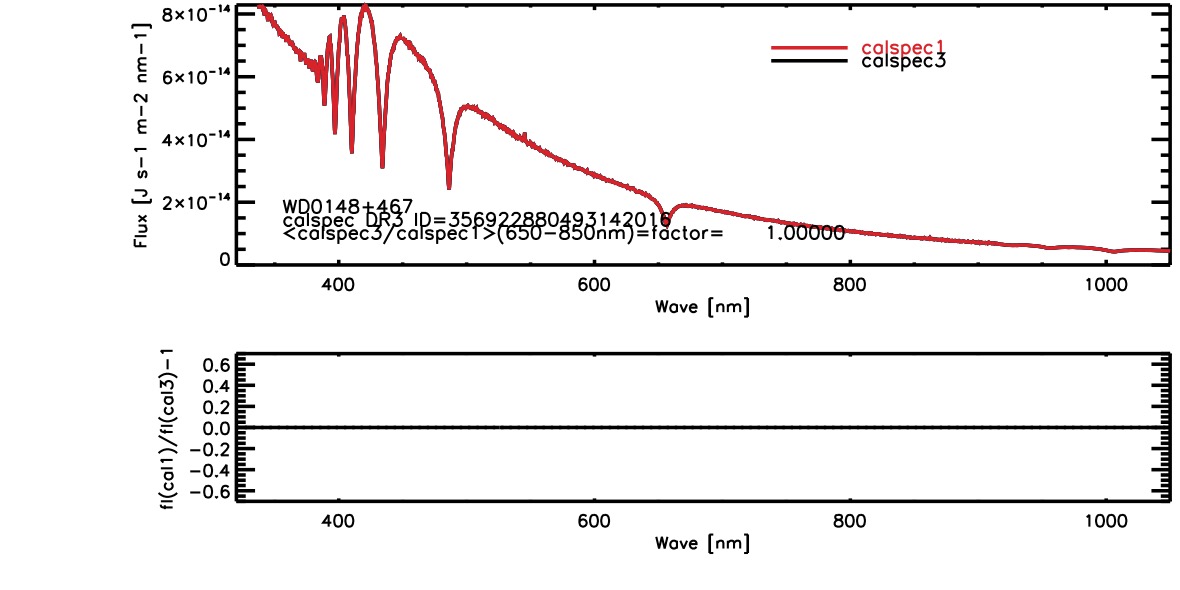 8×10⁻¹⁴
6×10⁻¹⁴
4×10⁻¹⁴
2×10⁻¹⁴
0
Flux [J s−1 m−2 nm−1]
calspec1
calspec3
WD0148+467
calspec DR3 ID=356922880493142016
<calspec3/calspec1>(650−850nm)=factor= 1.00000
400 600 800 1000
Wave [nm]
0.6
0.4
0.2
0.0
−0.2
−0.4
−0.6
fl(cal1)/fl(cal3)−1
400 600 800 1000
Wave [nm]